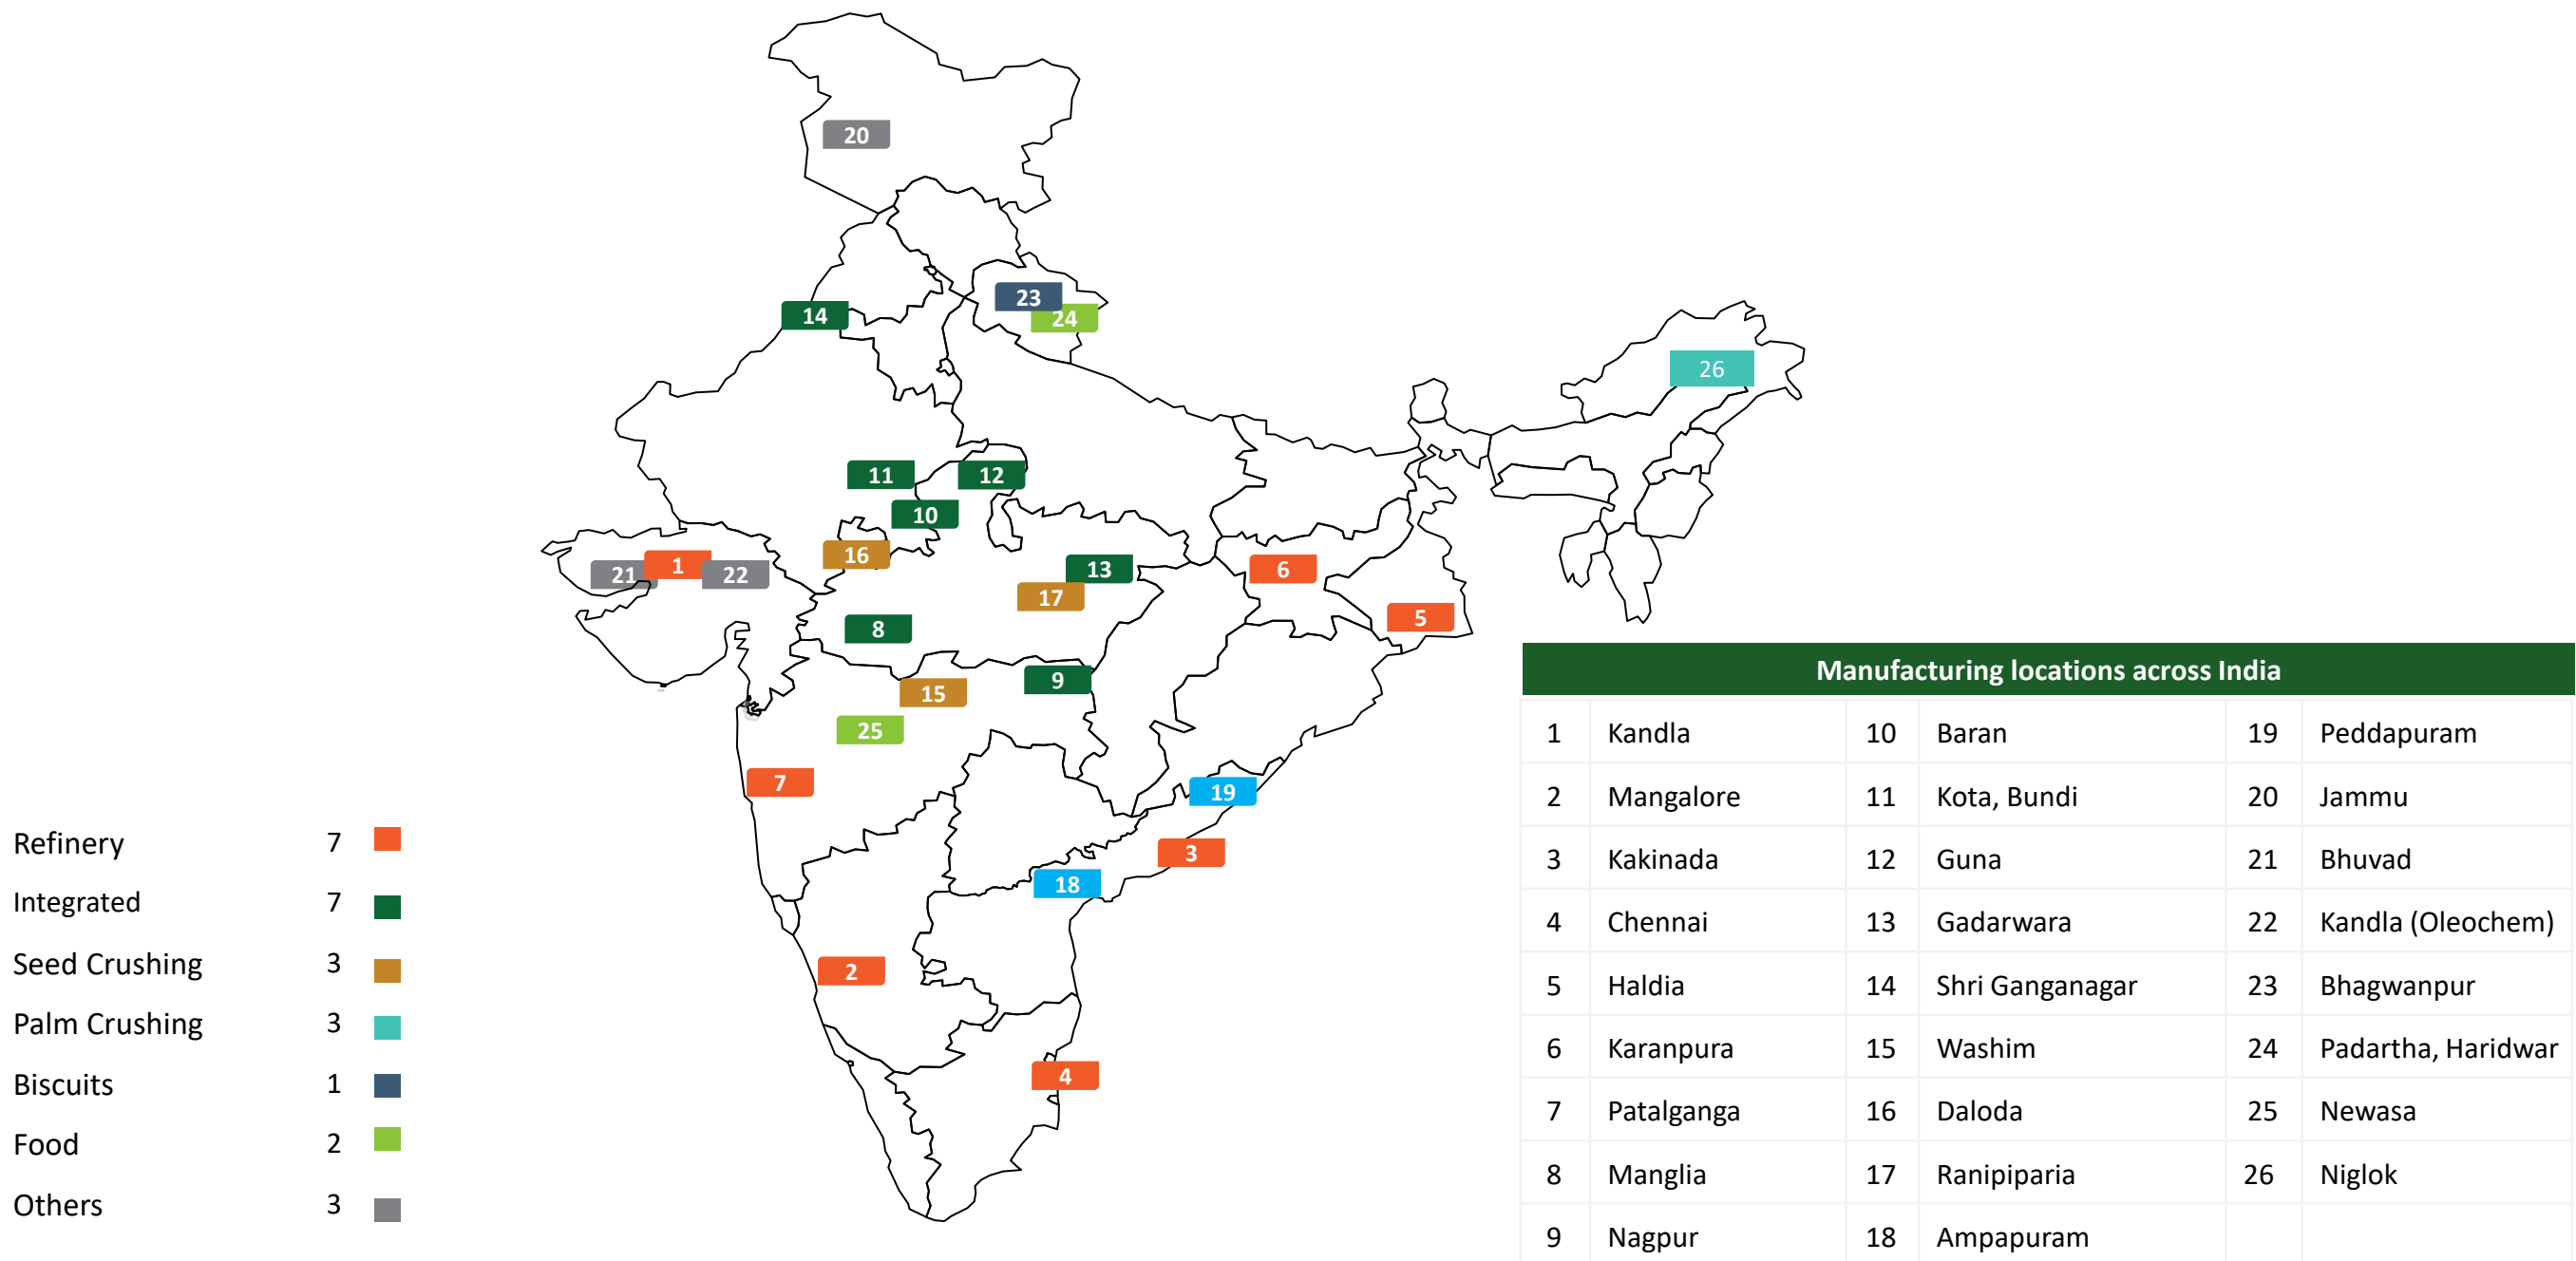 20
23
24
14
26
11
12
10
16
21
1
22
13
17
6
8
5
9
15
25
7
19
3
18
2
4
Refinery 7
Integrated 7
Seed Crushing 3
Palm Crushing 3
Biscuits 1
Food 2
Others 3
Manufacturing locations across India
1 Kandla 10 Baran 19 Peddapuram
2 Mangalore 11 Kota, Bundi 20 Jammu
3 Kakinada 12 Guna 21 Bhuvad
4 Chennai 13 Gadarwara 22 Kandla (Oleochem)
5 Haldia 14 Shri Ganganagar 23 Bhagwanpur
6 Karanpura 15 Washim 24 Padartha, Haridwar
7 Patalganga 16 Daloda 25 Newasa
8 Manglia 17 Ranipiparia 26 Niglok
9 Nagpur 18 Ampapuram